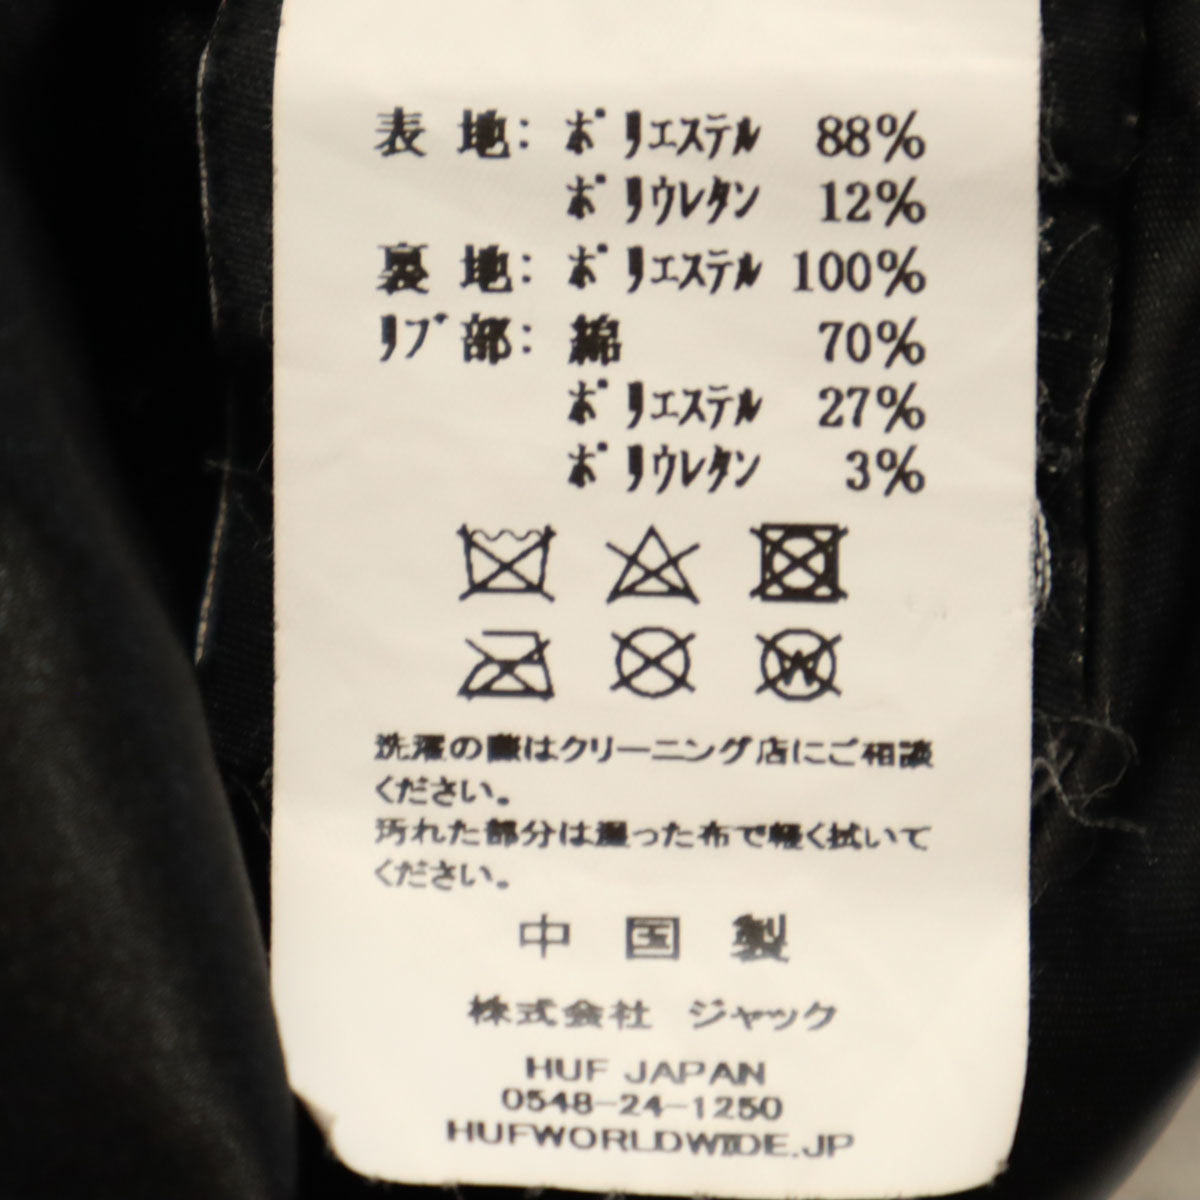 表 地: ポリエステル 88%
ポリウレタン 12%
裏 地: ポリエステル 100%
リブ部: 綿 70%
ポリエステル 27%
ポリウレタン 3%
W
洗濯の際はクリーニング店にご相談
ください。
汚れた部分は湿った布で軽く拭いて
ください。
中 国 製
株式会社 ジャック
HUF JAPAN
0548-24-1250
HUFWORLDWIDE.JP